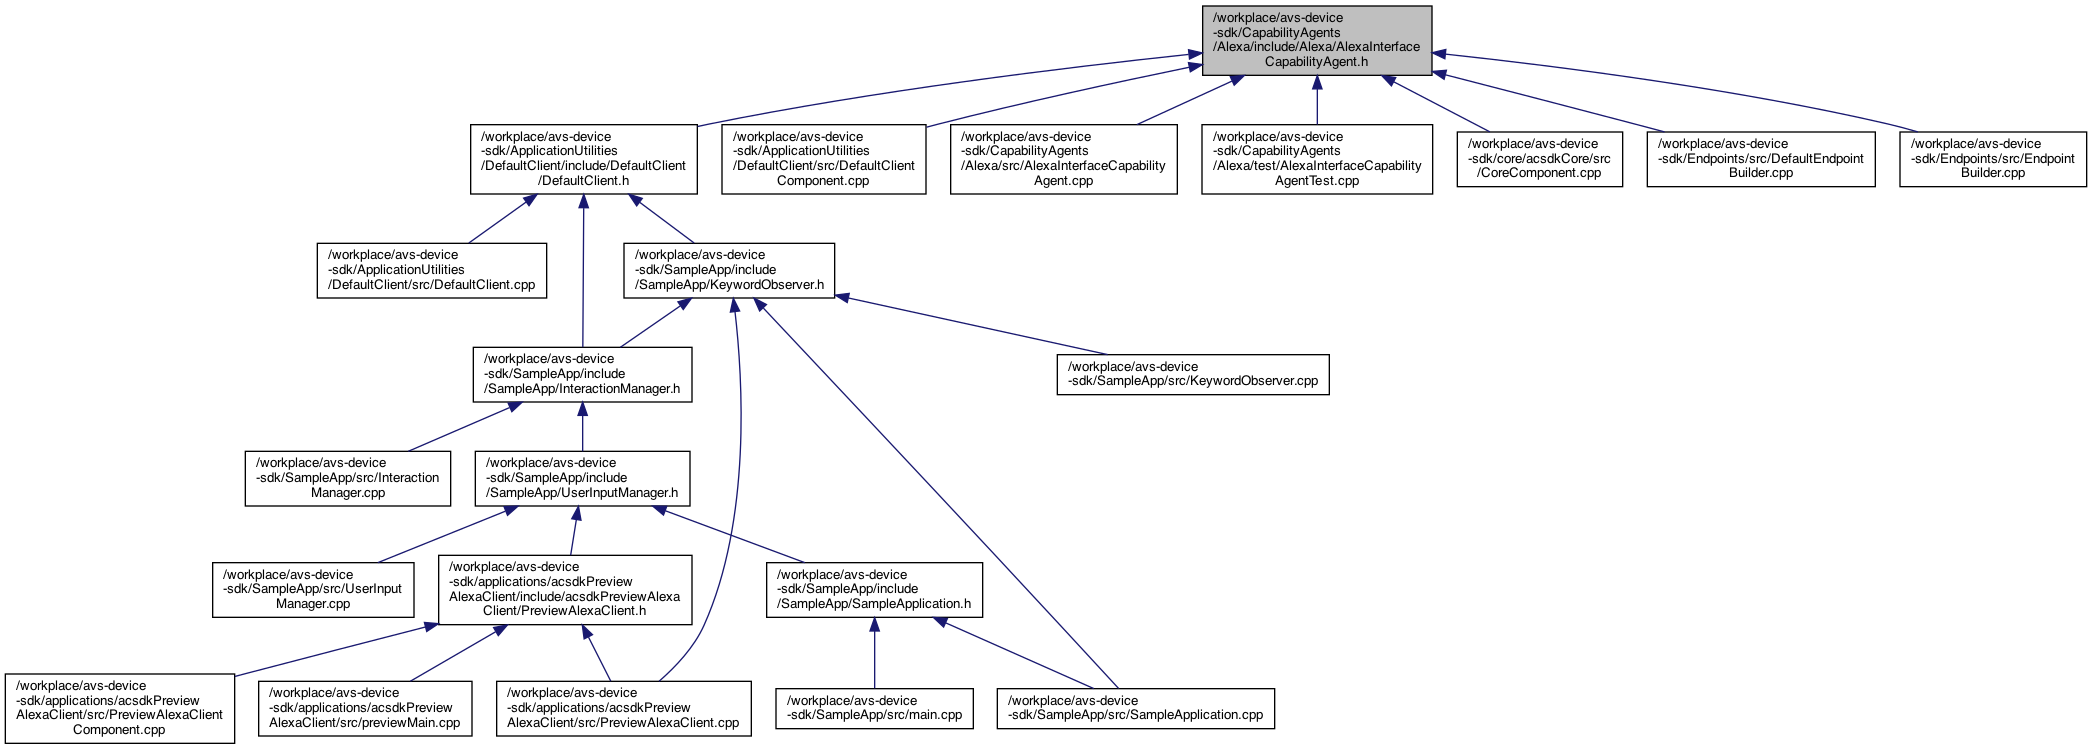 /workplace/avs-device
-sdk/CapabilityAgents
/Alexa/include/Alexa/AlexaInterface
CapabilityAgent.h
/workplace/avs-device
-sdk/ApplicationUtilities
/DefaultClient/include/DefaultClient
/DefaultClient.h
/workplace/avs-device
-sdk/ApplicationUtilities
/DefaultClient/src/DefaultClient
Component.cpp
/workplace/avs-device
-sdk/CapabilityAgents
/Alexa/src/AlexaInterfaceCapability
Agent.cpp
/workplace/avs-device
-sdk/CapabilityAgents
/Alexa/test/AlexaInterfaceCapability
AgentTest.cpp
/workplace/avs-device
-sdk/core/acsdkCore/src
/CoreComponent.cpp
/workplace/avs-device
-sdk/Endpoints/src/DefaultEndpoint
Builder.cpp
/workplace/avs-device
-sdk/Endpoints/src/Endpoint
Builder.cpp
/workplace/avs-device
-sdk/ApplicationUtilities
/DefaultClient/src/DefaultClient.cpp
/workplace/avs-device
-sdk/SampleApp/include
/SampleApp/KeywordObserver.h
/workplace/avs-device
-sdk/SampleApp/include
/SampleApp/InteractionManager.h
/workplace/avs-device
-sdk/SampleApp/src/KeywordObserver.cpp
/workplace/avs-device
-sdk/SampleApp/src/Interaction
Manager.cpp
/workplace/avs-device
-sdk/SampleApp/include
/SampleApp/UserInputManager.h
/workplace/avs-device
-sdk/SampleApp/src/UserInput
Manager.cpp
/workplace/avs-device
-sdk/applications/acsdkPreview
AlexaClient/include/acsdkPreviewAlexa
Client/PreviewAlexaClient.h
/workplace/avs-device
-sdk/SampleApp/include
/SampleApp/SampleApplication.h
/workplace/avs-device
-sdk/applications/acsdkPreview
AlexaClient/src/PreviewAlexaClient
Component.cpp
/workplace/avs-device
-sdk/applications/acsdkPreview
AlexaClient/src/previewMain.cpp
/workplace/avs-device
-sdk/applications/acsdkPreview
AlexaClient/src/PreviewAlexaClient.cpp
/workplace/avs-device
-sdk/SampleApp/src/main.cpp
/workplace/avs-device
-sdk/SampleApp/src/SampleApplication.cpp